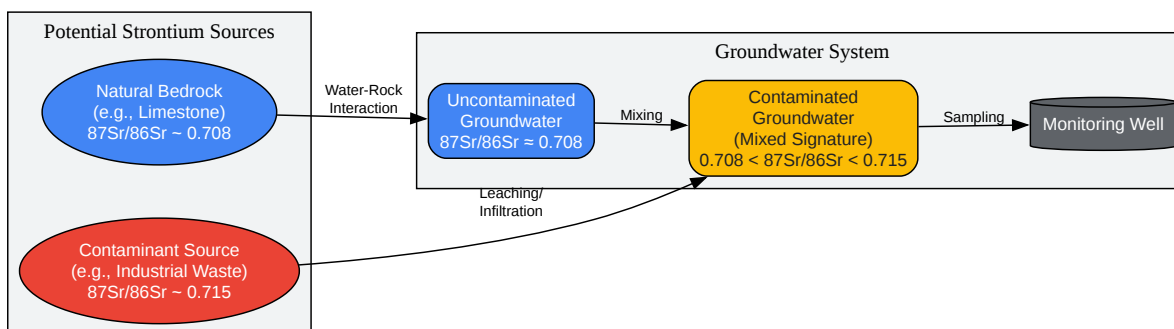 Potential Strontium Sources
Natural Bedrock
(e.g., Limestone)
87Sr/86Sr ~ 0.708
Contaminant Source
(e.g., Industrial Waste)
87Sr/86Sr ~ 0.715
Water-Rock
Interaction
Leaching/
Infiltration
Groundwater System
Uncontaminated
Groundwater
87Sr/86Sr ≈ 0.708
Mixing
Contaminated
Groundwater
(Mixed Signature)
0.708 < 87Sr/86Sr < 0.715
Sampling
Monitoring Well